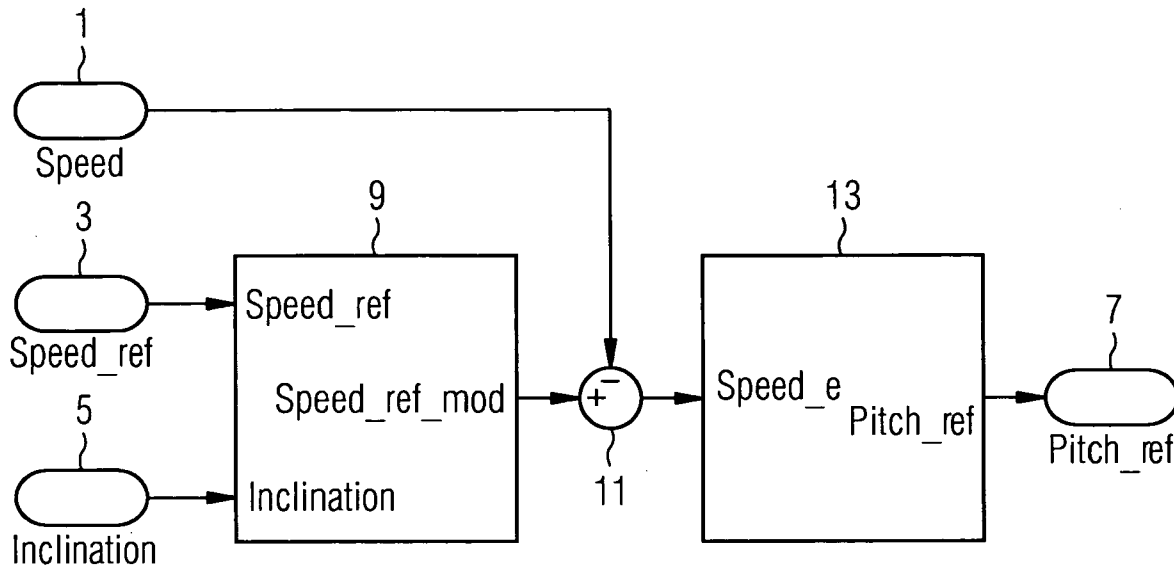 1
Speed
3
9
13
Speed_ref
Speed_ref
7
Speed_ref_mod
+
−
Speed_e
Pitch_ref
5
11
Pitch_ref
Inclination
Inclination